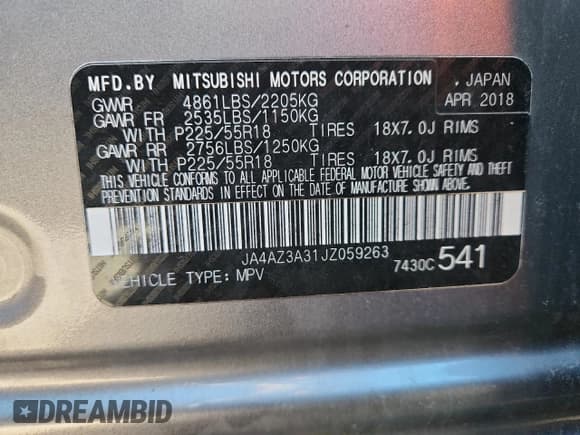 MFD.BY MITSUBISHI MOTORS CORPORATION , JAPAN
GVWR 4861LBS/2205KG APR 2018
GAWR FR 2535LBS/1150KG
WITH P225/55R18 TIRES 18X7.0J RIMS
GAWR RR 2756LBS/1250KG
WITH P225/55R18 TIRES 18X7.0J RIMS
THIS VEHICLE CONFORMS TO ALL APPLICABLE FEDERAL MOTOR VEHICLE SAFETY AND THEFT
PREVENTION STANDARDS IN EFFECT ON THE DATE OF MANUFACTURE SHOWN ABOVE.
JA4AZ3A31JZ059263
VEHICLE TYPE: MPV 7430C 541
DREAMBID